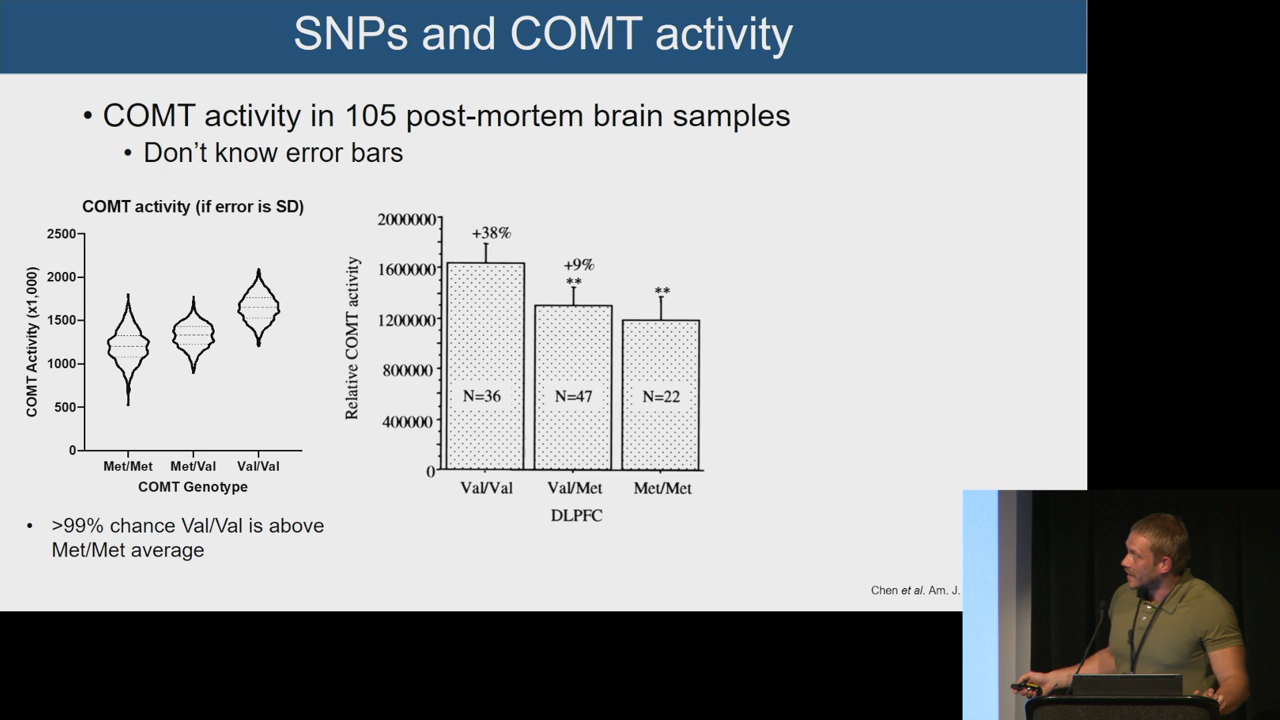 SNPs and COMT activity
• COMT activity in 105 post-mortem brain samples
• Don't know error bars
COMT activity (if error is SD)
COMT Activity (x1,000)
2500
2000
1500
1000
500
0
Met/Met Met/Val Val/Val
COMT Genotype
Relative COMT activity
2000000
1600000
1200000
800000
400000
0
+38%
+9%
**
**
N=36 N=47 N=22
Val/Val Val/Met Met/Met
DLPFC
• >99% chance Val/Val is above
Met/Met average
Chen et al. Am. J.